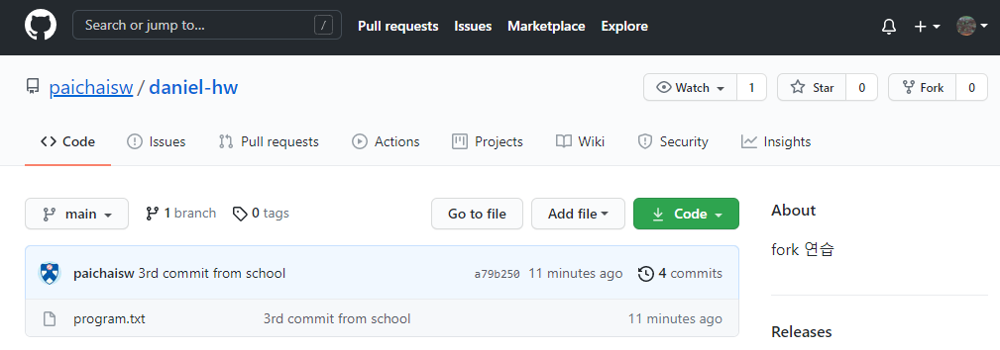 Search or jump to... / Pull requests Issues Marketplace Explore
paichaisw / daniel-hw Watch 1 Star 0 Fork 0
Code Issues Pull requests Actions Projects Wiki Security Insights
main 1 branch 0 tags Go to file Add file Code
About
paichaisw 3rd commit from school a79b250 11 minutes ago 4 commits
fork 연습
program.txt 3rd commit from school 11 minutes ago
Releases